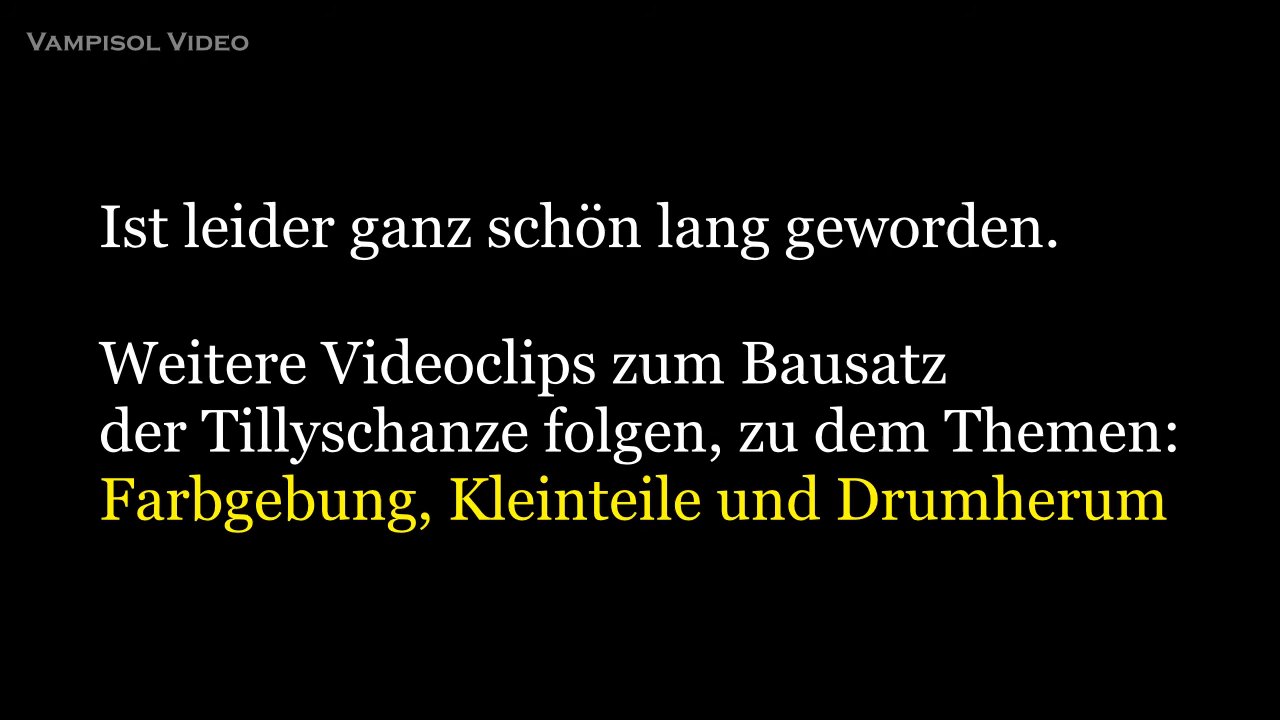 Vampisol Video
Ist leider ganz schön lang geworden.
Weitere Videoclips zum Bausatz
der Tillyschanze folgen, zu dem Themen:
Farbgebung, Kleinteile und Drumherum